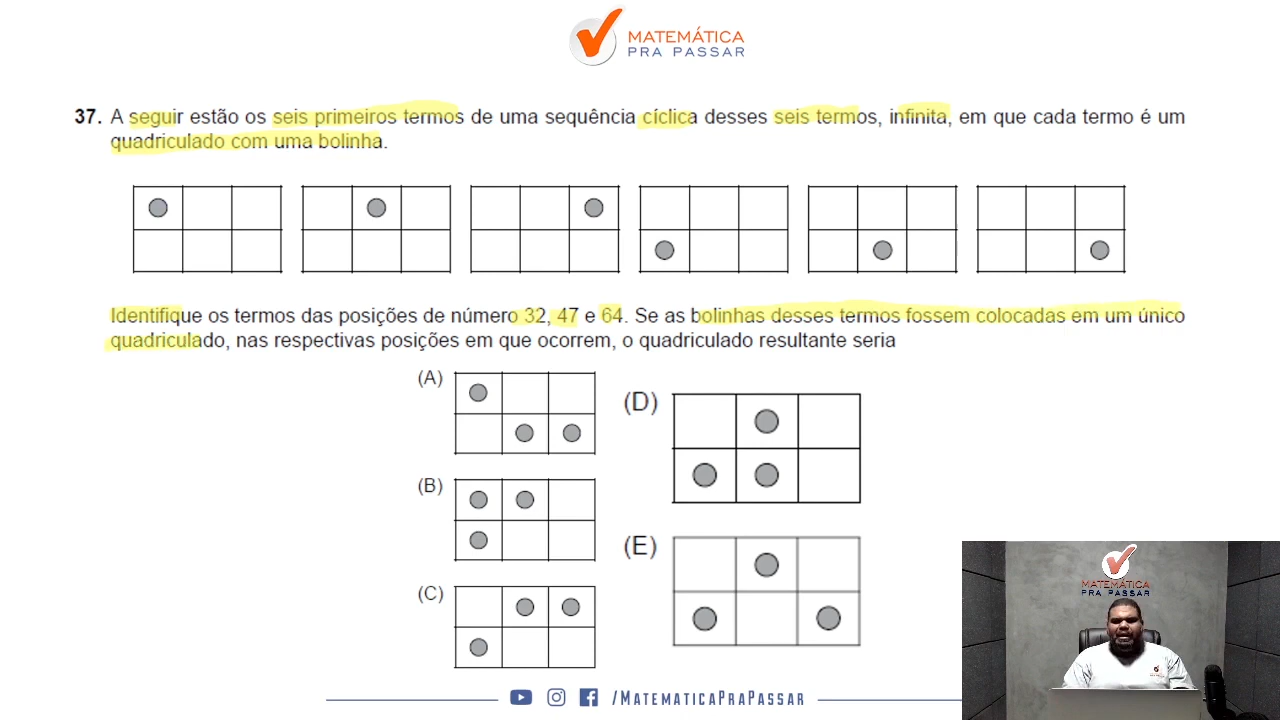 MATEMÁTICA
PRA PASSAR
37. A seguir estão os seis primeiros termos de uma sequência cíclica desses seis termos, infinita, em que cada termo é um
quadriculado com uma bolinha.
Identifique os termos das posições de número 32, 47 e 64. Se as bolinhas desses termos fossem colocadas em um único
quadriculado, nas respectivas posições em que ocorrem, o quadriculado resultante seria
(A)
(B)
(C)
(D)
(E)
MATEMÁTICA
PRA PASSAR
/MATEMATICAPRAPASSAR